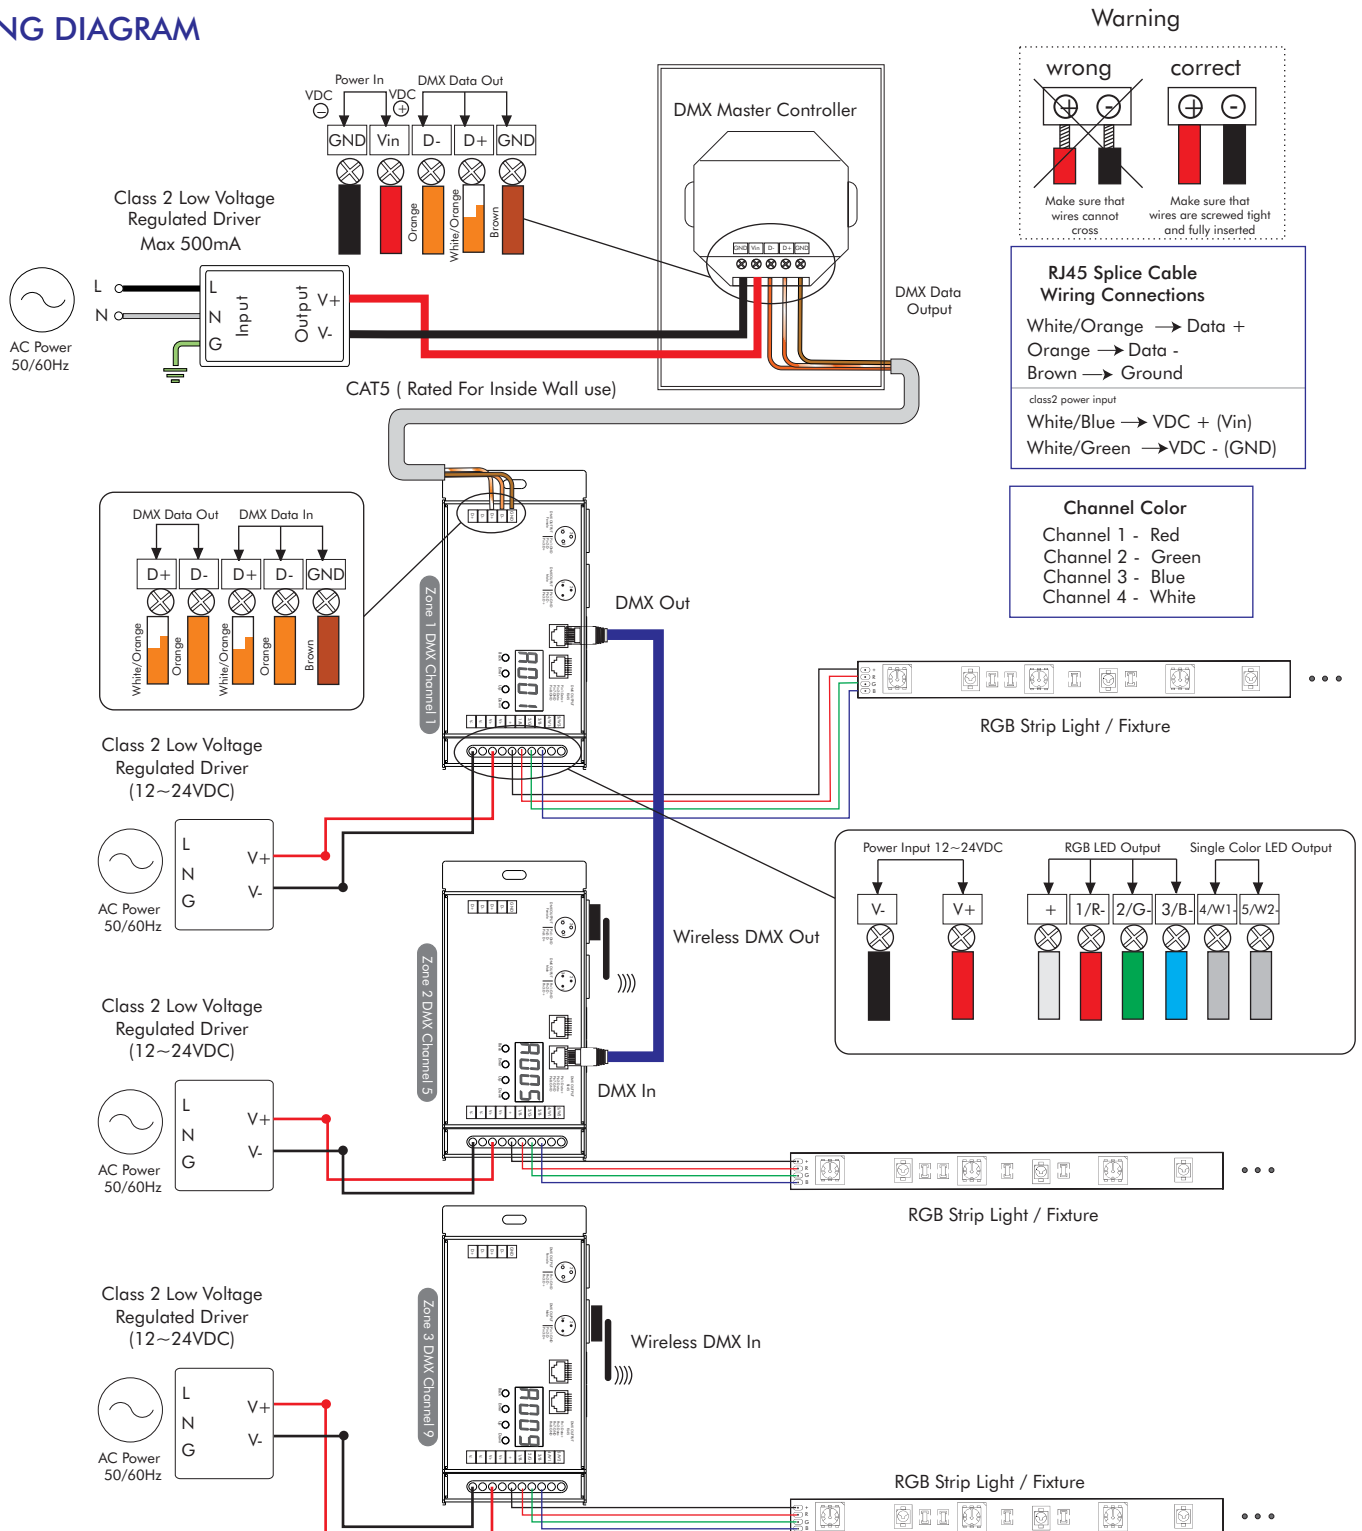 NG DIAGRAM
Warning
wrong
correct
Make sure that
wires cannot
cross
Make sure that
wires are screwed tight
and fully inserted
Power In
DMX Data Out
VDC
VDC
GND
Vin
D-
D+
GND
Orange
White/Orange
Brown
DMX Master Controller
GND
Vin
D-
D+
GND
Class 2 Low Voltage
Regulated Driver
Max 500mA
L
N
AC Power
50/60Hz
L
N
G
Input
Output
V+
V-
DMX Data
Output
CAT5 ( Rated For Inside Wall use)
RJ45 Splice Cable
Wiring Connections
White/Orange → Data +
Orange → Data -
Brown → Ground
class2 power input
White/Blue → VDC + (Vin)
White/Green → VDC - (GND)
Channel Color
Channel 1 - Red
Channel 2 - Green
Channel 3 - Blue
Channel 4 - White
DMX Data Out
DMX Data In
D+
D-
D+
D-
GND
White/Orange
Orange
White/Orange
Orange
Brown
Zone 1 DMX Channel 1
A001
DMX Out
+
R
G
B
RGB Strip Light / Fixture
Class 2 Low Voltage
Regulated Driver
(12~24VDC)
AC Power
50/60Hz
L
N
G
V+
V-
Power Input 12~24VDC
RGB LED Output
Single Color LED Output
V-
V+
+
1/R-
2/G-
3/B-
4/W1-
5/W2-
Zone 2 DMX Channel 5
A005
Wireless DMX Out
DMX In
Class 2 Low Voltage
Regulated Driver
(12~24VDC)
AC Power
50/60Hz
L
N
G
V+
V-
+
R
G
B
RGB Strip Light / Fixture
Zone 3 DMX Channel 9
A009
Wireless DMX In
Class 2 Low Voltage
Regulated Driver
(12~24VDC)
AC Power
50/60Hz
L
N
G
V+
V-
RGB Strip Light / Fixture
+
R
G
B